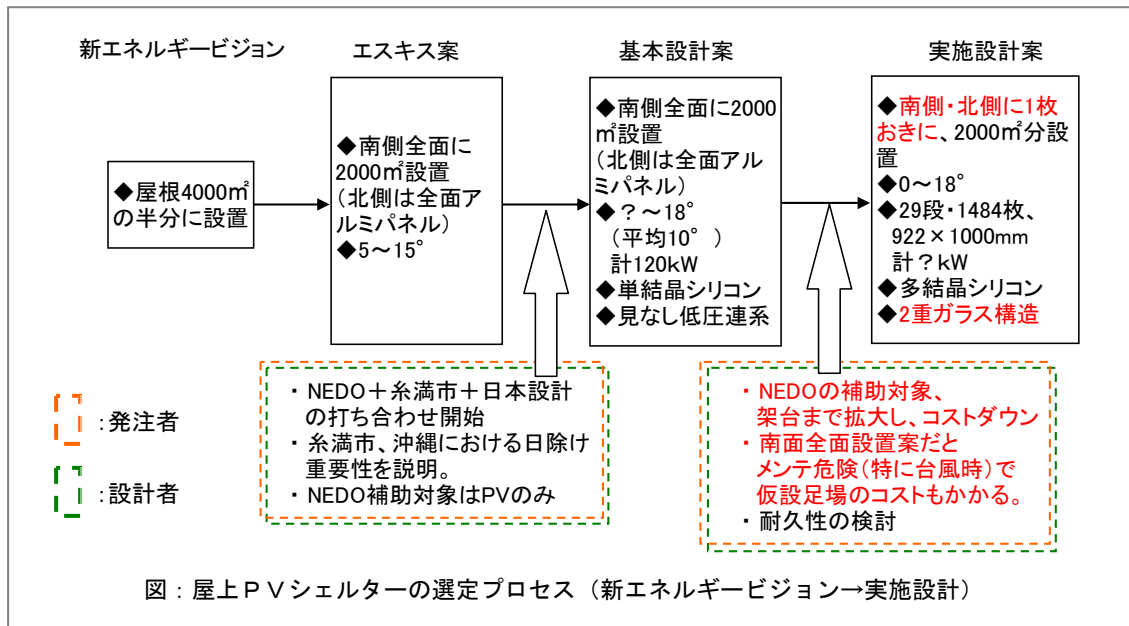 新エネルギービジョン
エスキス案
基本設計案
実施設計案
◆屋根4000㎡
の半分に設置
◆南側全面に
2000㎡設置
(北側は全面ア
ルミパネル)
◆5～15°
◆南側全面に2000
㎡設置
(北側は全面アル
ミパネル)
◆？～18°
(平均10°)
計120kW
◆単結晶シリコン
◆見なし低圧連系
◆南側・北側に1枚
おきに、2000㎡分設
置
◆0～18°
◆29段・1484枚、
922×1000mm
計？kW
◆多結晶シリコン
◆2重ガラス構造
：発注者
：設計者
・NEDO＋糸満市＋日本設計
の打ち合わせ開始
・糸満市、沖縄における日除け
重要性を説明。
・NEDO補助対象はPVのみ
・NEDOの補助対象、
架台まで拡大し、コストダウン
・南面全面設置案だと
メンテ危険(特に台風時)で
仮設足場のコストもかかる。
・耐久性の検討
図：屋上ＰＶシェルターの選定プロセス（新エネルギービジョン→実施設計）